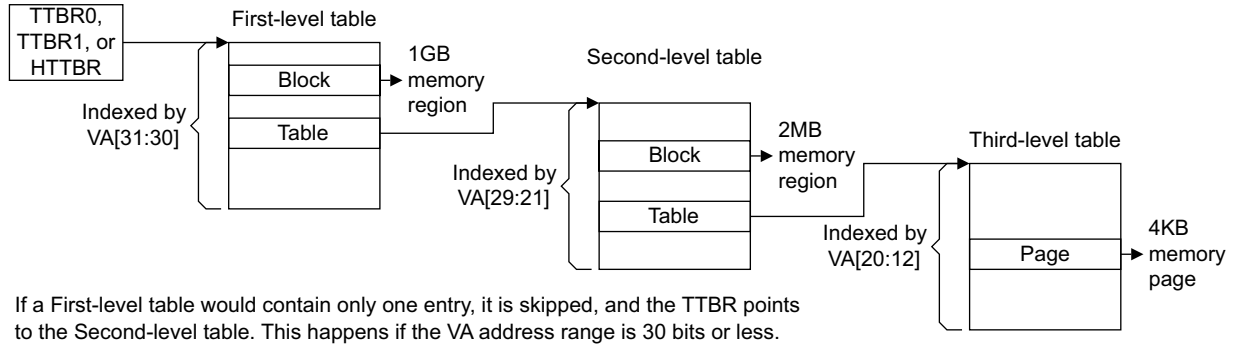 TTBR0,
TTBR1, or
HTTBR
First-level table
Block
Table
Indexed by
VA[31:30]
1GB
memory
region
Second-level table
Block
Table
Indexed by
VA[29:21]
2MB
memory
region
Third-level table
Page
Indexed by
VA[20:12]
4KB
memory
page
If a First-level table would contain only one entry, it is skipped, and the TTBR points
to the Second-level table. This happens if the VA address range is 30 bits or less.